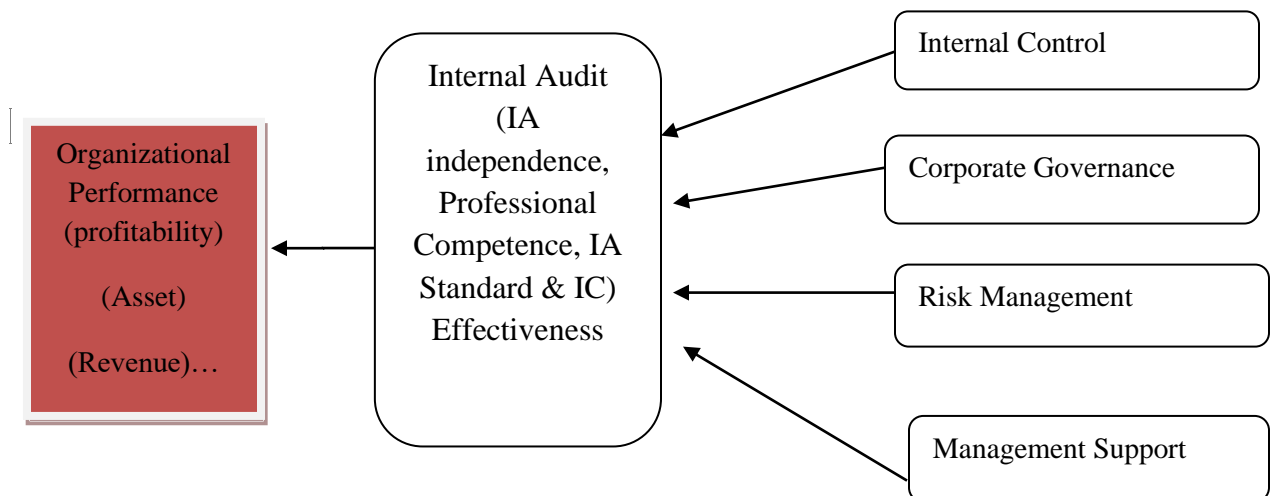 Organizational
Performance
(profitability)
(Asset)
(Revenue)…
Internal Audit
(IA
independence,
Professional
Competence, IA
Standard & IC)
Effectiveness
Internal Control
Corporate Governance
Risk Management
Management Support